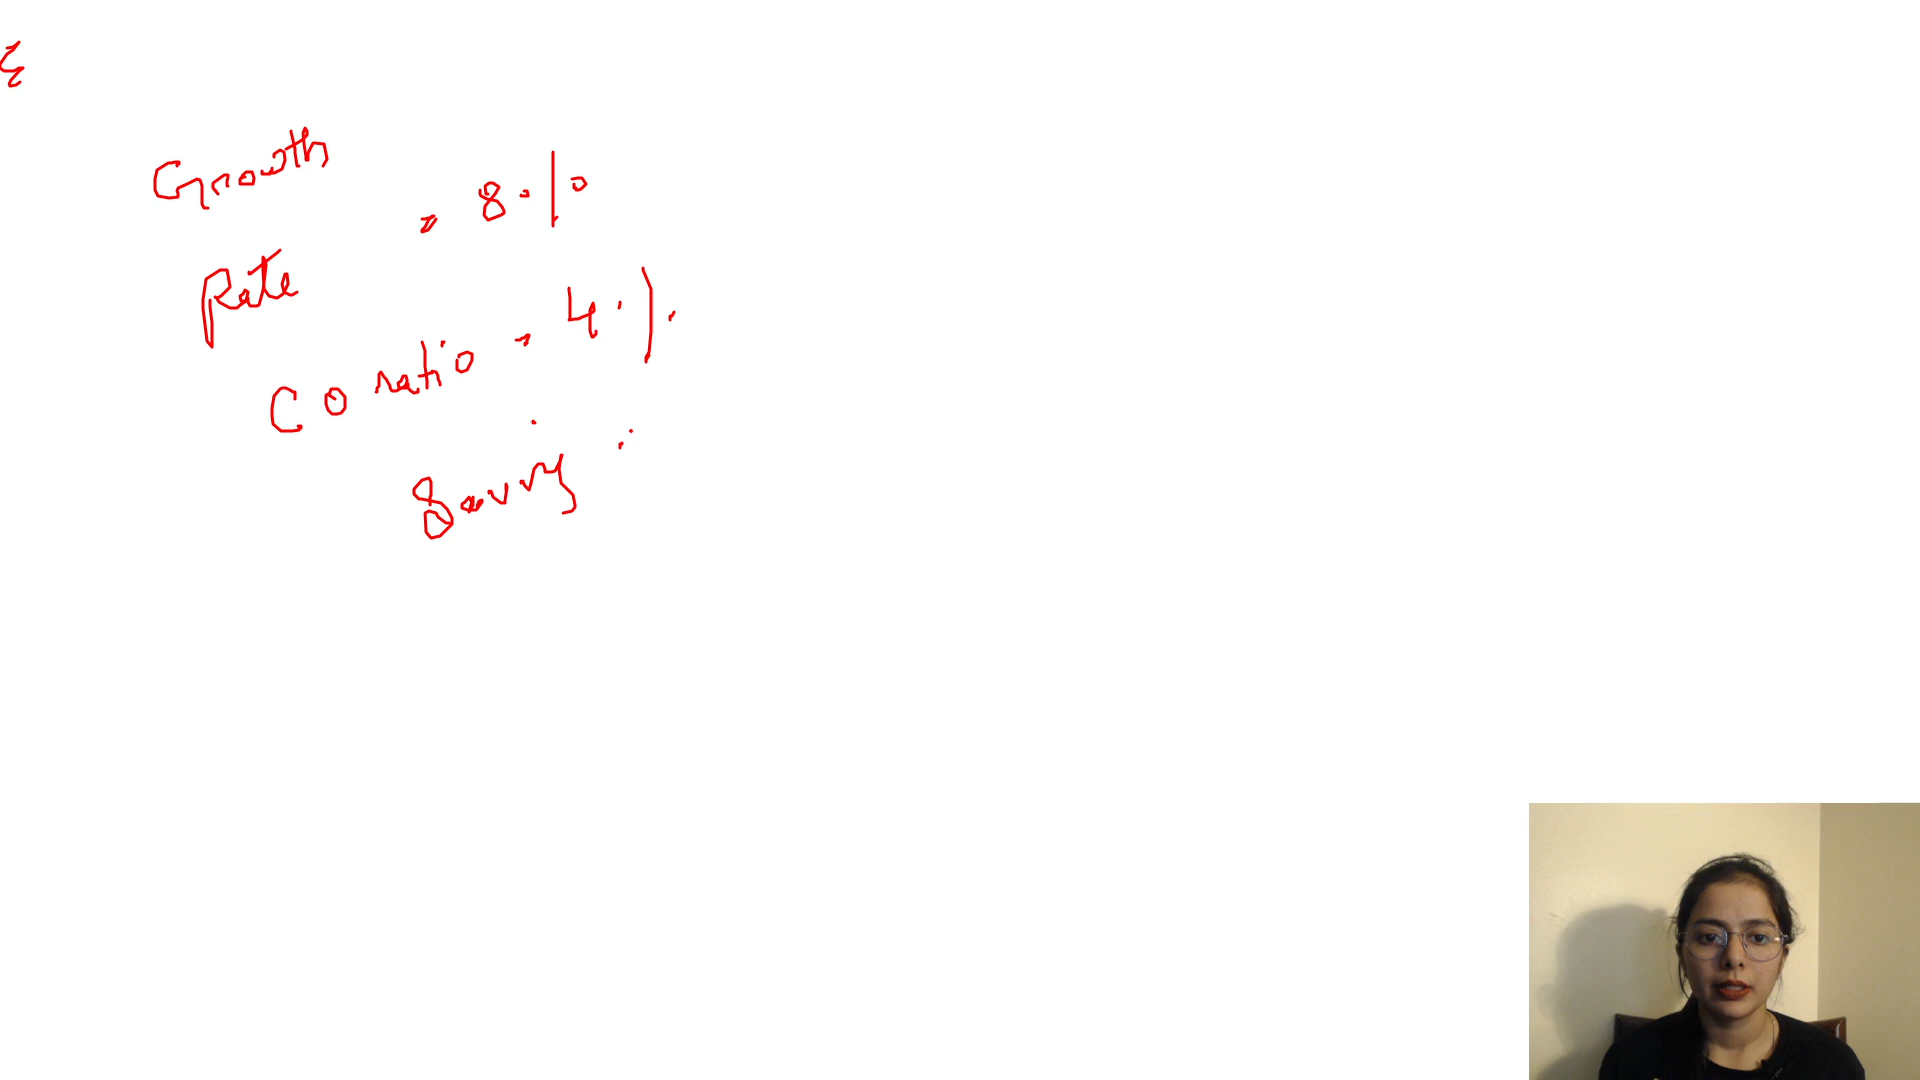 Growth
Rate = 8%
CO ratio = 4%
Saving :